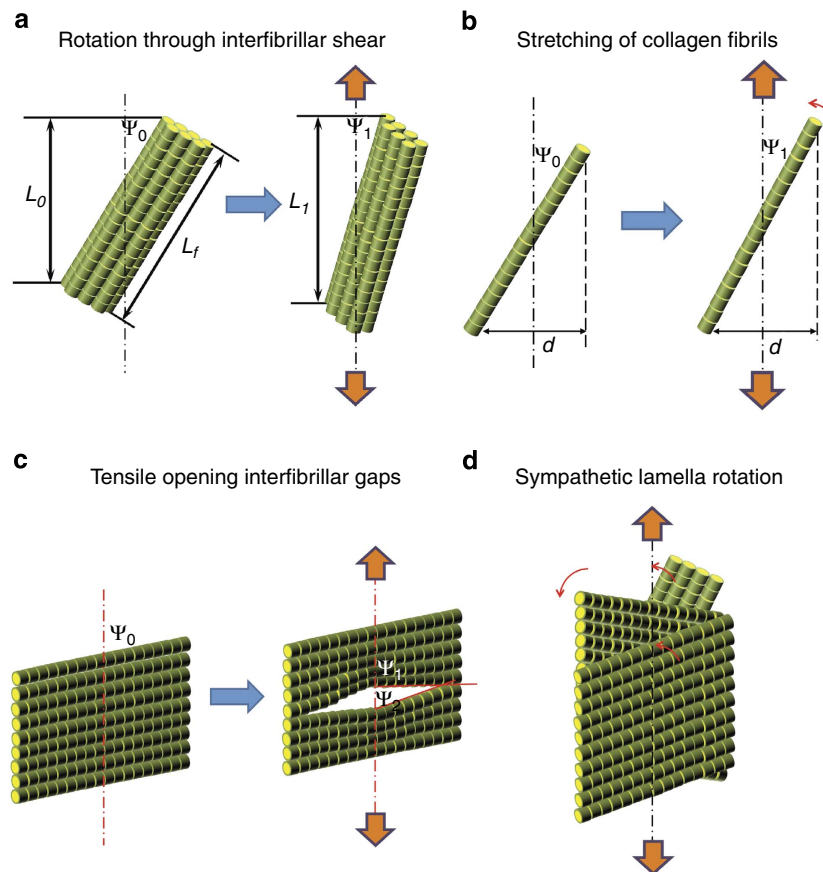 a
Rotation through interfibrillar shear
Ψ0
L0
Lf
Ψ1
L1
b
Stretching of collagen fibrils
Ψ0
d
Ψ1
d
c
Tensile opening interfibrillar gaps
Ψ0
Ψ1
Ψ2
d
Sympathetic lamella rotation